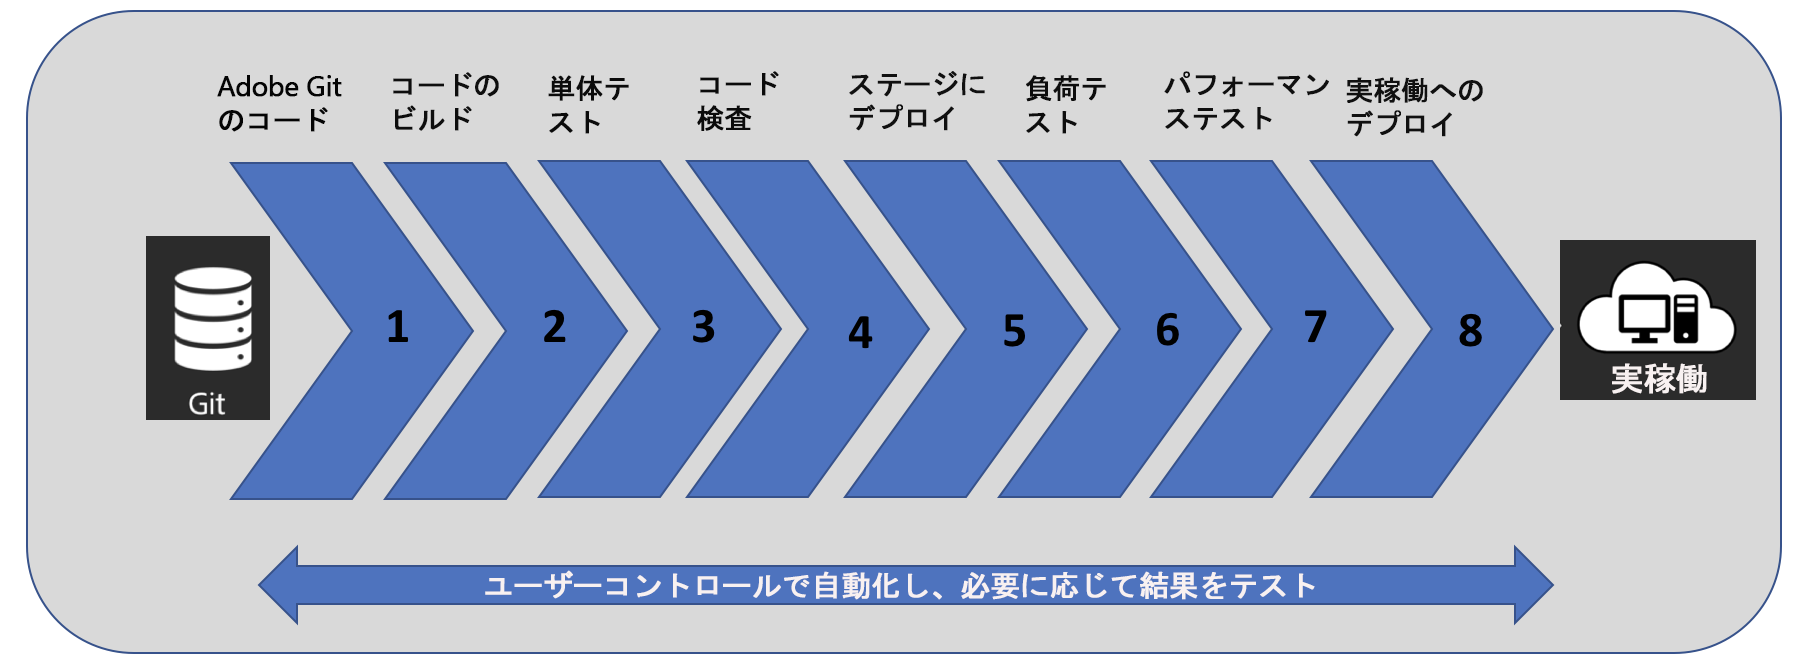 Adobe Git
のコード
コードの
ビルド
単体テ
スト
コード
検査
ステージに
デプロイ
負荷テ
スト
パフォーマン
ステスト
実稼働への
デプロイ
1
2
3
4
5
6
7
8
Git
実稼働
ユーザーコントロールで自動化し、必要に応じて結果をテスト